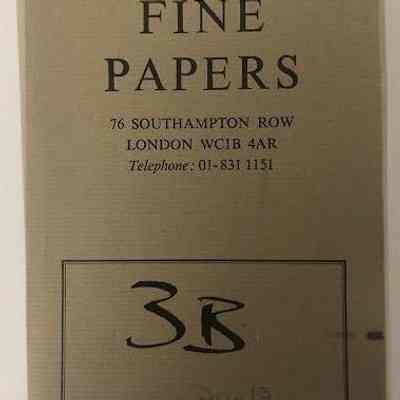 FINE
PAPERS
76 SOUTHAMPTON ROW
LONDON WC1B 4AR
Telephone: 01-831 1151
3B